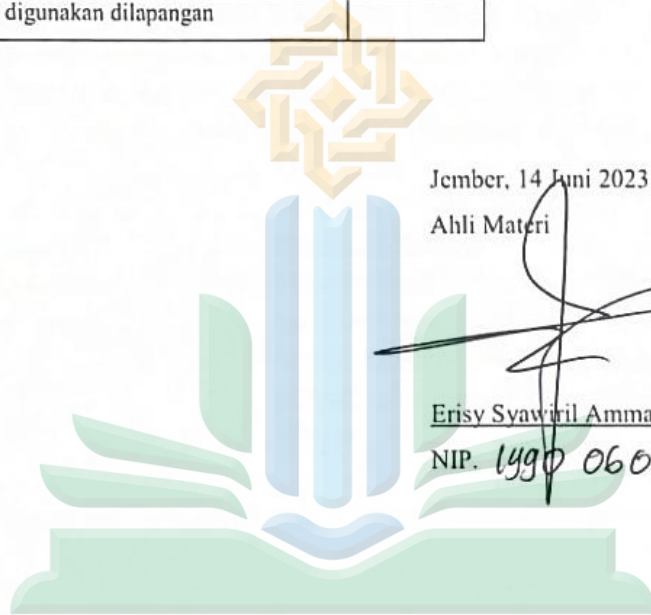 digunakan dilapangan
Jember, 14 Juni 2023
Ahli Materi
Erisy Syawiril Amma
NIP. 1990 060